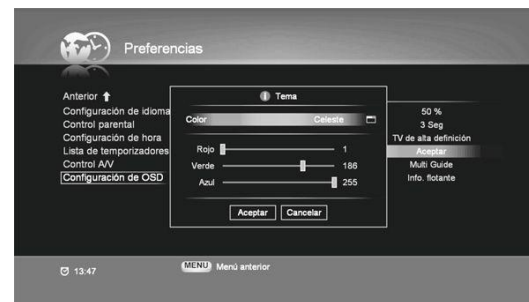 Preferencias
Anterior
Configuración de idioma
Control parental
Configuración de hora
Lista de temporizadores
Control A/V
Configuración de OSD
Tema
Color Celeste
Rojo 1
Verde 186
Azul 255
Aceptar Cancelar
50 %
3 Seg
TV de alta definición
Aceptar
Multi Guide
Info. flotante
13:47
MENU Menú anterior